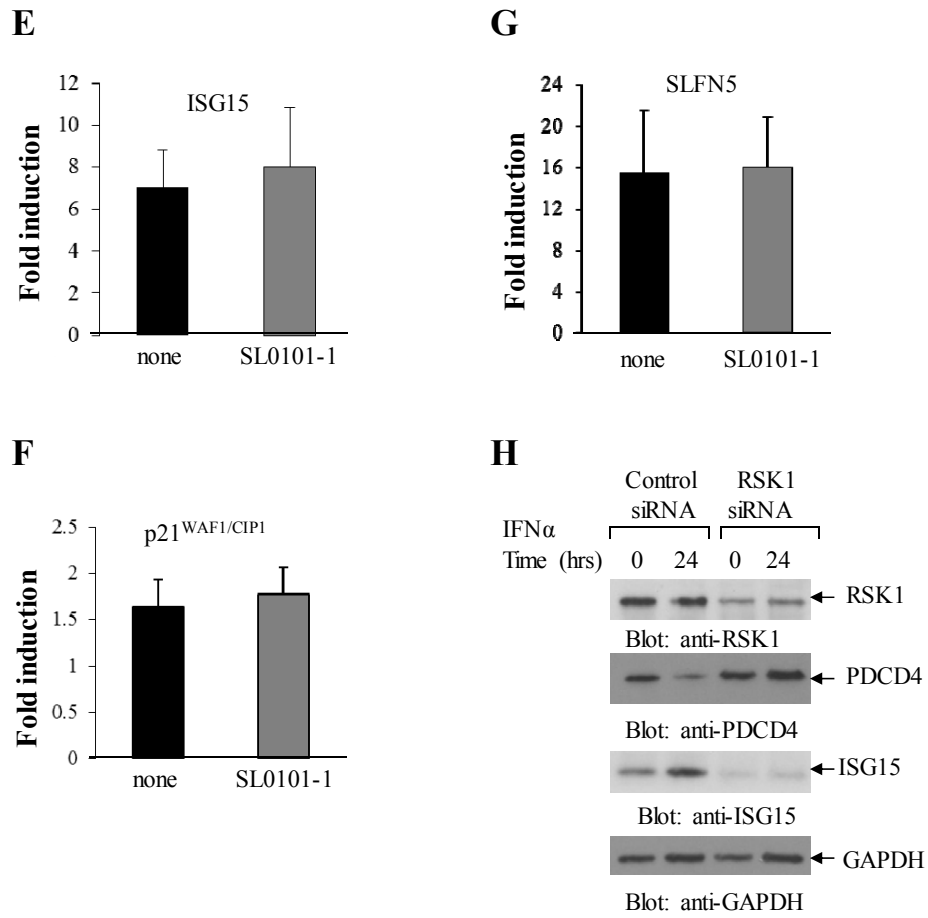 E
ISG15
Fold induction
12
10
8
6
4
2
0
none SL0101-1
G
SLFN5
Fold induction
24
20
16
12
8
4
0
none SL0101-1
F
p21WAF1/CIP1
Fold induction
2.5
2
1.5
1
0.5
0
none SL0101-1
H
Control siRNA
RSK1 siRNA
IFNα
Time (hrs) 0 24 0 24
RSK1
Blot: anti-RSK1
PDCD4
Blot: anti-PDCD4
ISG15
Blot: anti-ISG15
GAPDH
Blot: anti-GAPDH